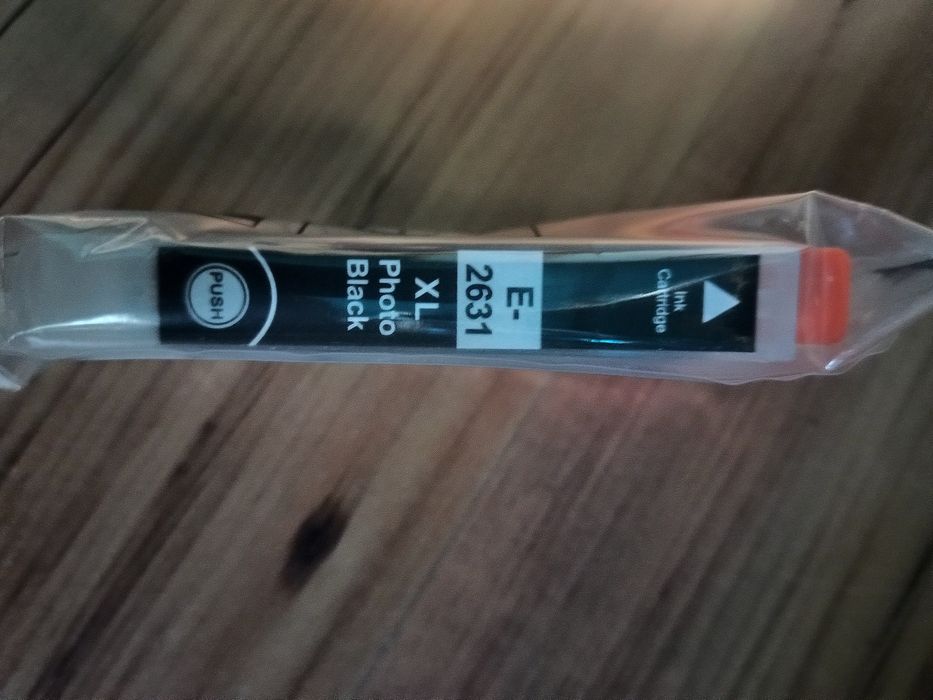 Ink
Cartridge
E-
2631
XL
Photo
Black
PUSH